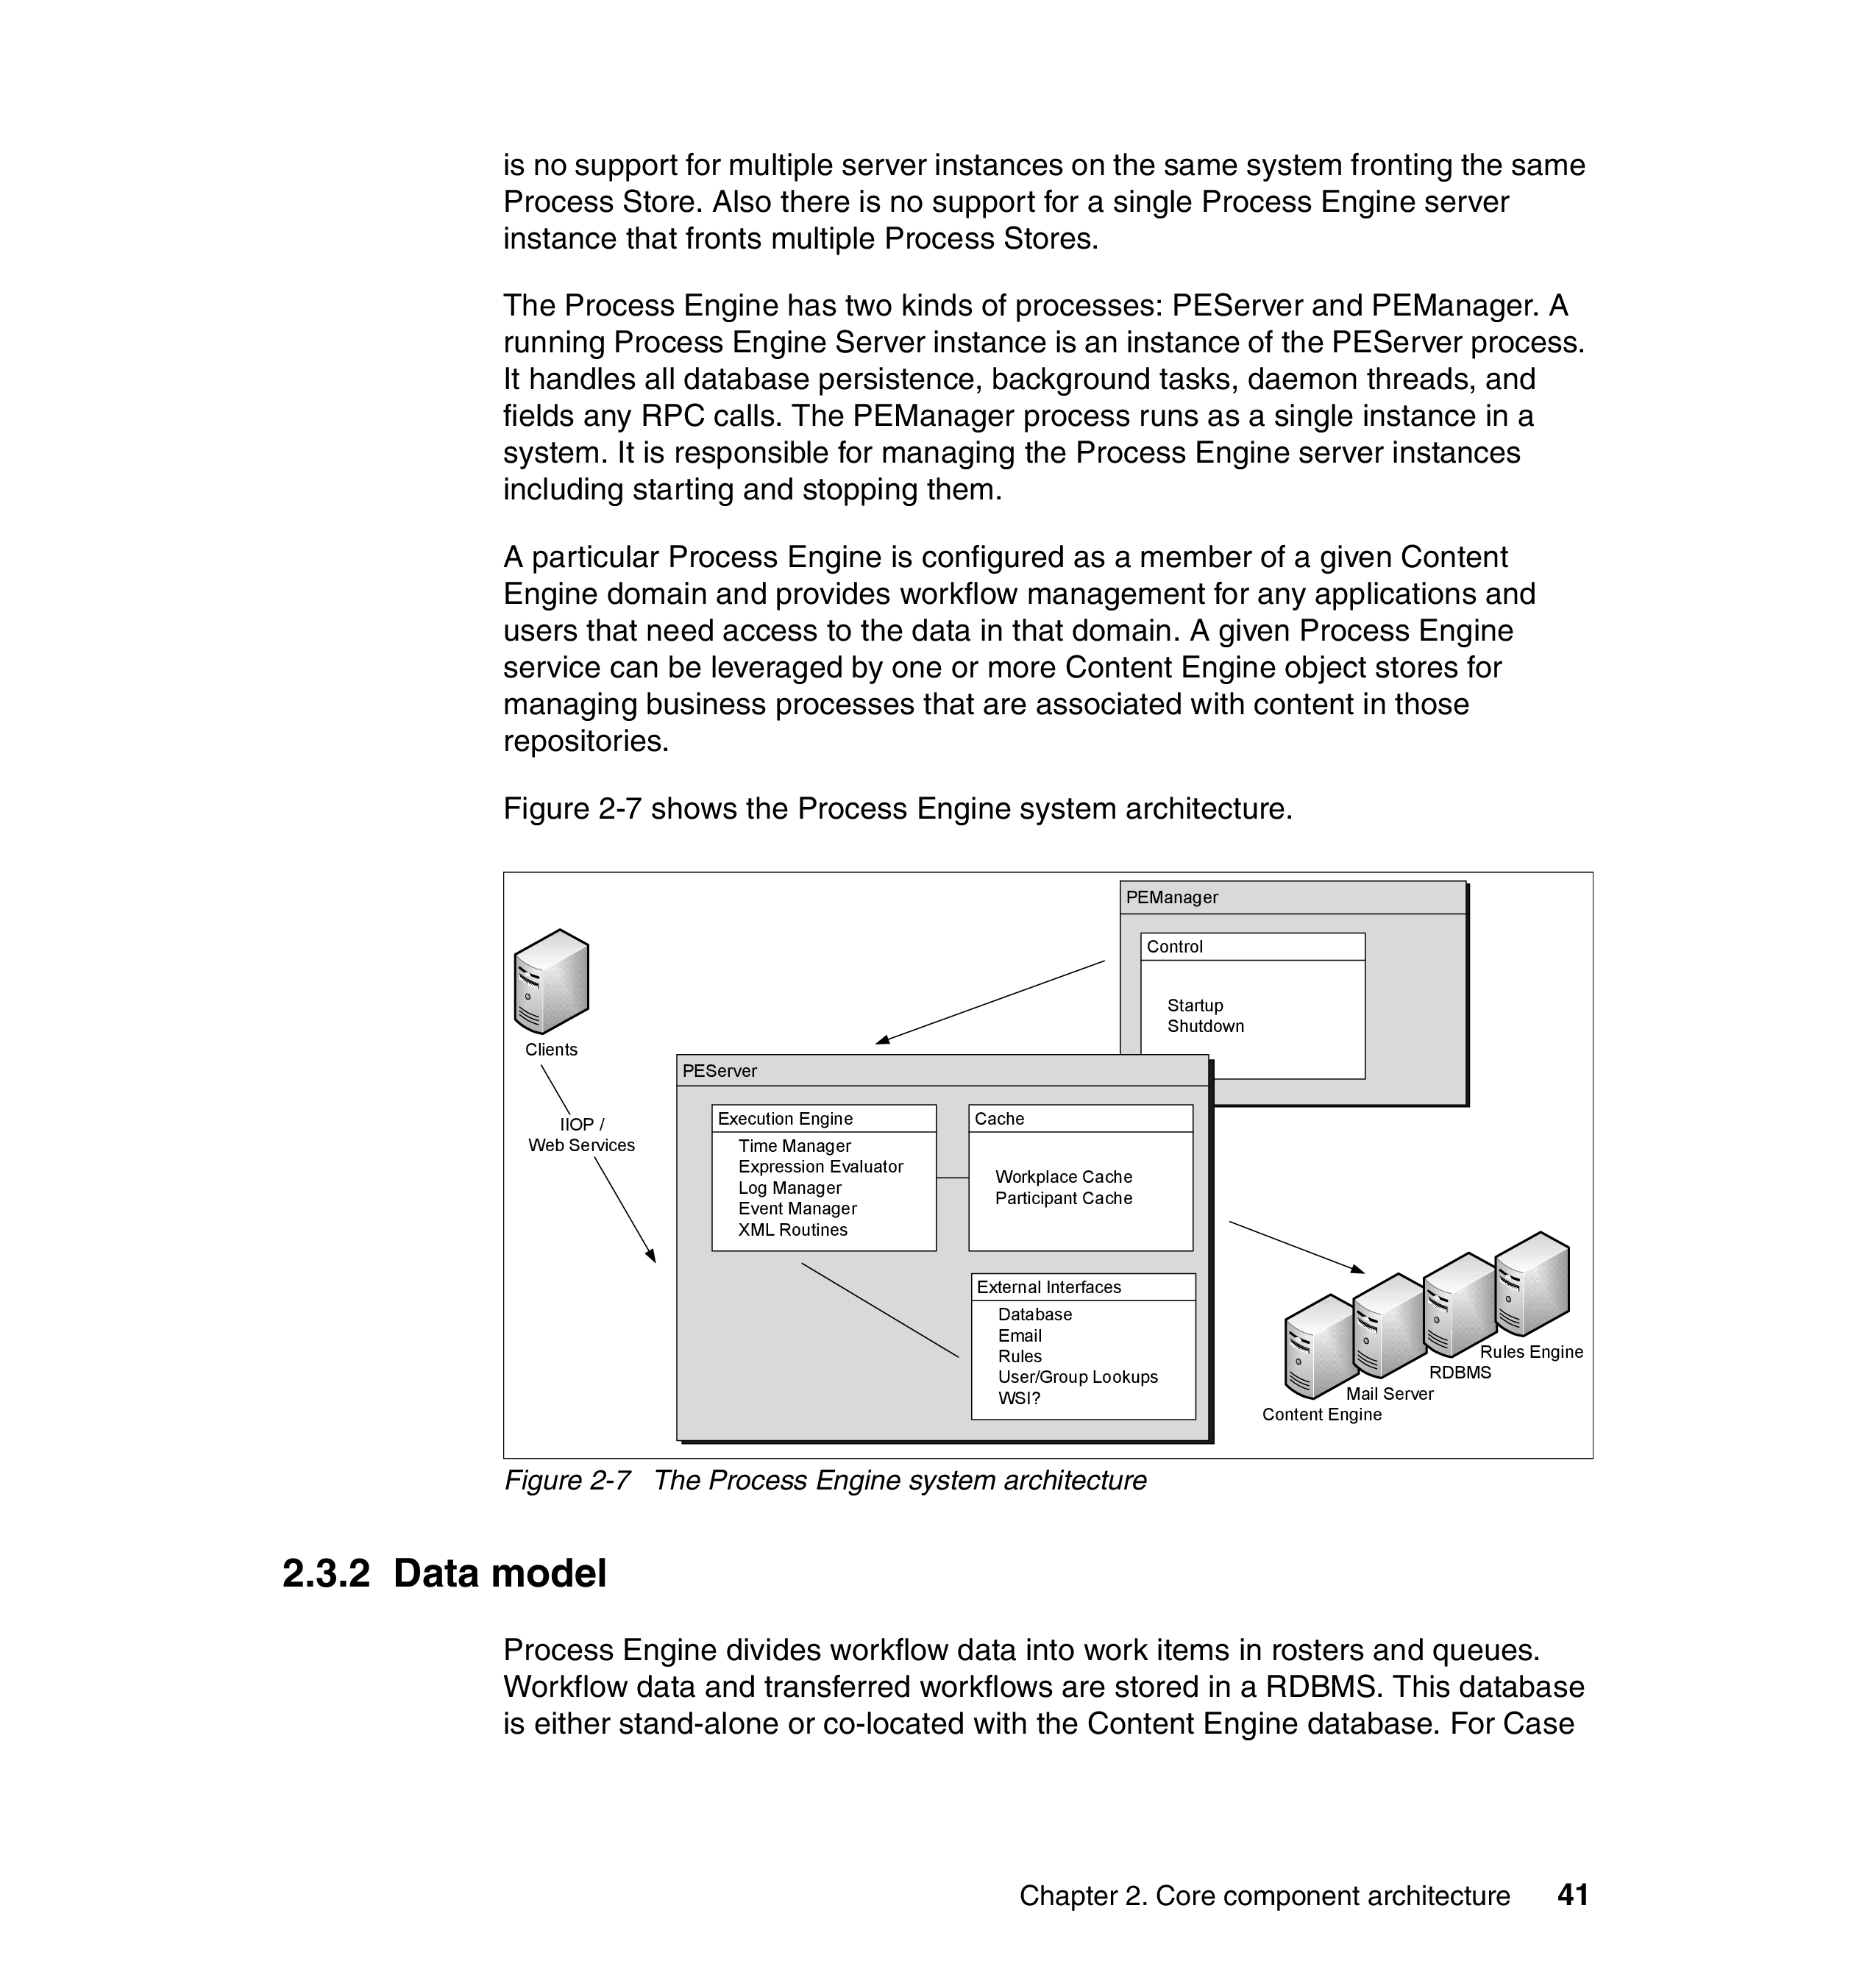 is no support for multiple server instances on the same system fronting the same
Process Store. Also there is no support for a single Process Engine server
instance that fronts multiple Process Stores.
The Process Engine has two kinds of processes: PEServer and PEManager. A
running Process Engine Server instance is an instance of the PEServer process.
It handles all database persistence, background tasks, daemon threads, and
fields any RPC calls. The PEManager process runs as a single instance in a
system. It is responsible for managing the Process Engine server instances
including starting and stopping them.
A particular Process Engine is configured as a member of a given Content
Engine domain and provides workflow management for any applications and
users that need access to the data in that domain. A given Process Engine
service can be leveraged by one or more Content Engine object stores for
managing business processes that are associated with content in those
repositories.
Figure 2-7 shows the Process Engine system architecture.
PEManager
Control
Startup
Shutdown
Clients
IIOP /
Web Services
PEServer
Execution Engine
Time Manager
Expression Evaluator
Log Manager
Event Manager
XML Routines
Cache
Workplace Cache
Participant Cache
External Interfaces
Database
Email
Rules
User/Group Lookups
WSI?
Rules Engine
RDBMS
Mail Server
Content Engine
Figure 2-7 The Process Engine system architecture
2.3.2 Data model
Process Engine divides workflow data into work items in rosters and queues.
Workflow data and transferred workflows are stored in a RDBMS. This database
is either stand-alone or co-located with the Content Engine database. For Case
Chapter 2. Core component architecture 41